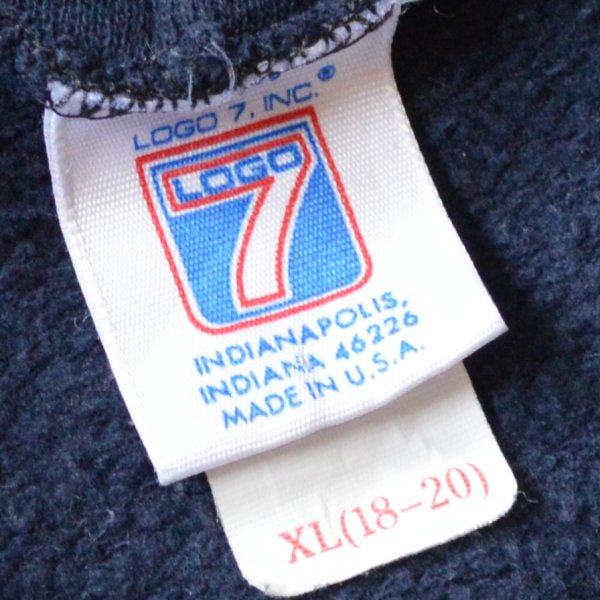 LOGO 7, INC.®
LOGO
7
INDIANAPOLIS,
INDIANA 46226
MADE IN U.S.A.
XL(18-20)